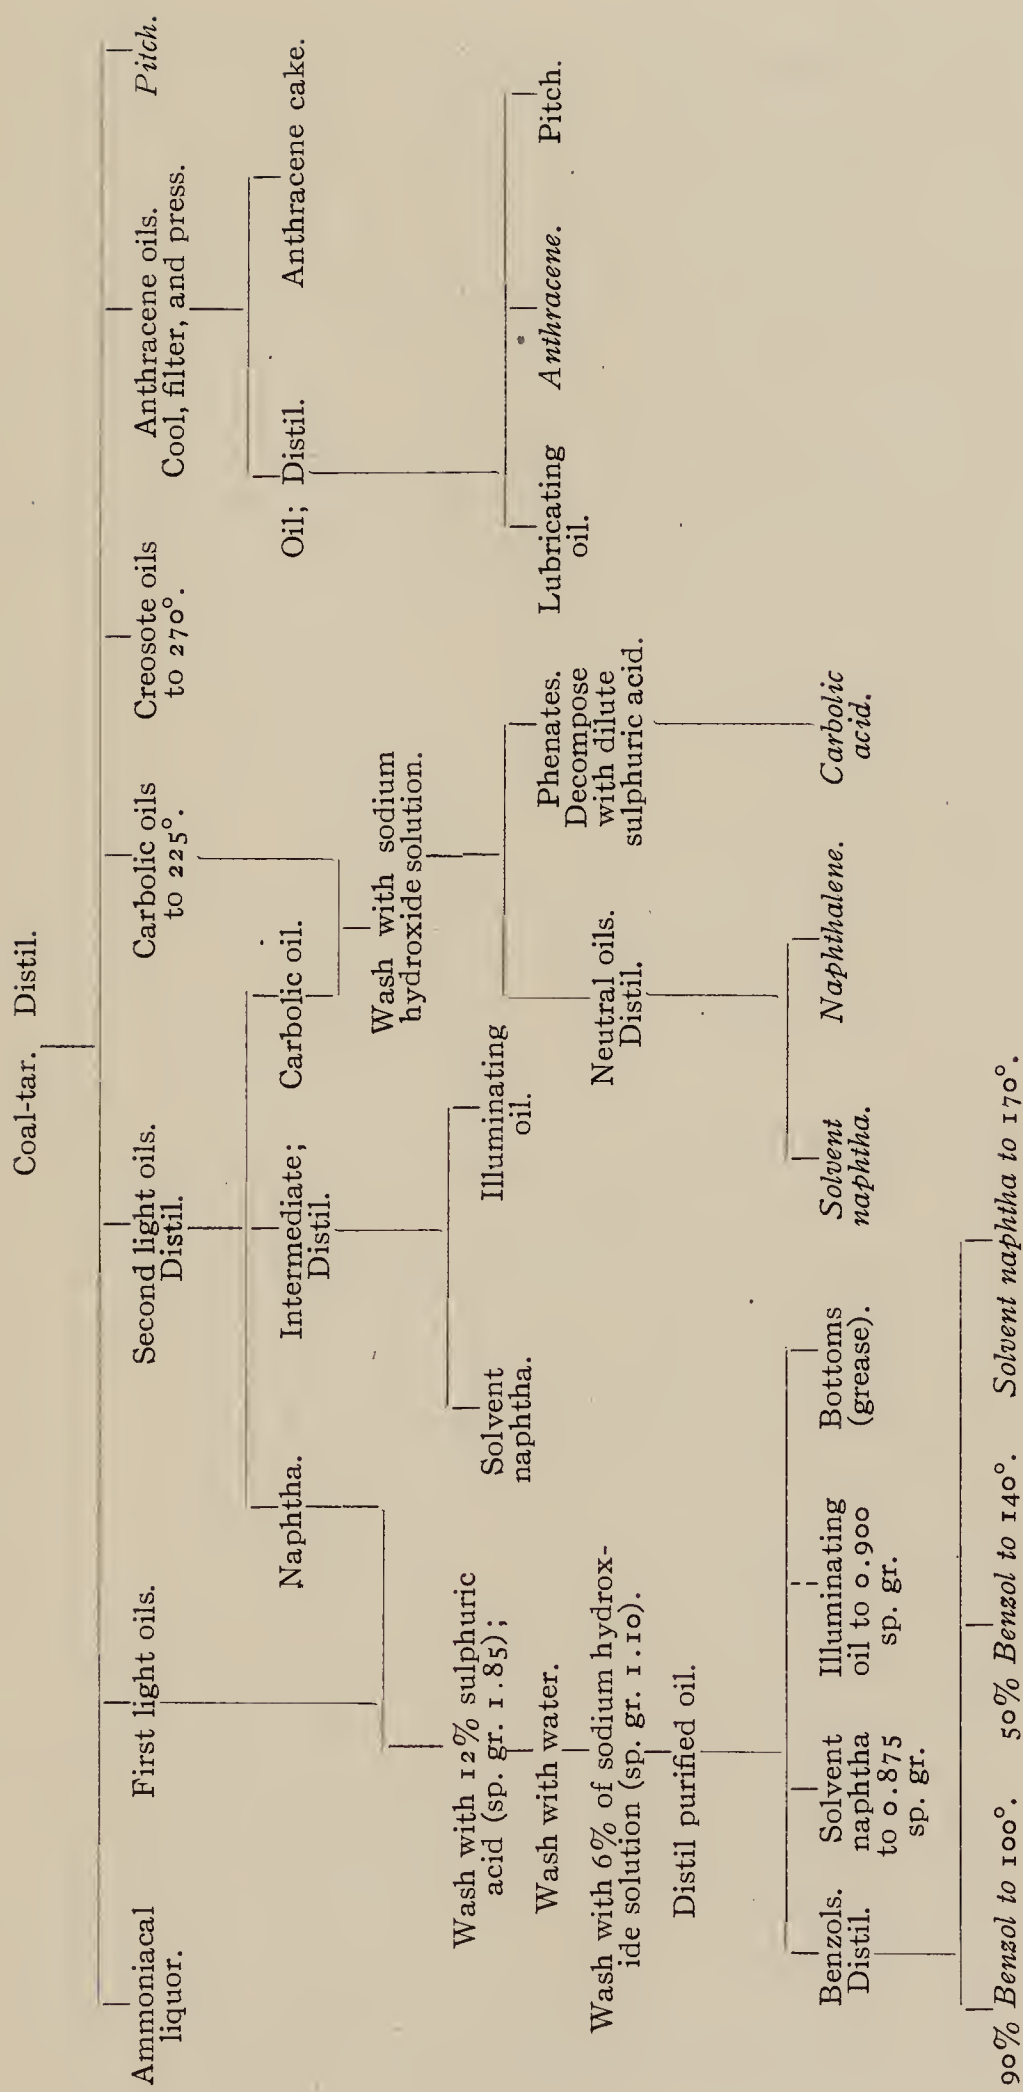 Coal-tar. Distil.
Ammoniacal
liquor.
First light oils.
Second light oils.
Distil.
Carbolic oils
to 225°.
Creosote oils
to 270°.
Anthracene oils.
Cool, filter, and press.
Pitch.
Naphtha.
Intermediate;
Distil.
Carbolic oil.
Oil; Distil.
Anthracene cake.
Wash with sodium
hydroxide solution.
Wash with 12% sulphuric
acid (sp. gr. 1.85);
Wash with water.
Wash with 6% of sodium hydrox-
ide solution (sp. gr. 1.10).
Distil purified oil.
Solvent
naphtha.
Illuminating
oil.
Neutral oils.
Distil.
Phenates.
Decompose
with dilute
sulphuric acid.
Lubricating
oil.
Anthracene.
Pitch.
Benzols.
Distil.
Solvent
naphtha
to 0.875
sp. gr.
Illuminating
oil to 0.900
sp. gr.
Bottoms
(grease).
Solvent
naphtha.
Naphthalene.
Carbolic
acid.
90% Benzol to 100°. 50% Benzol to 140°. Solvent naphtha to 170°.